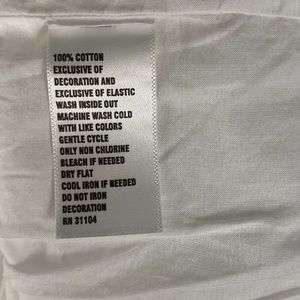 100% COTTON
EXCLUSIVE OF
DECORATION AND
EXCLUSIVE OF ELASTIC
WASH INSIDE OUT
MACHINE WASH COLD
WITH LIKE COLORS
GENTLE CYCLE
ONLY NON CHLORINE
BLEACH IF NEEDED
DRY FLAT
COOL IRON IF NEEDED
DO NOT IRON
DECORATION
RN 31104